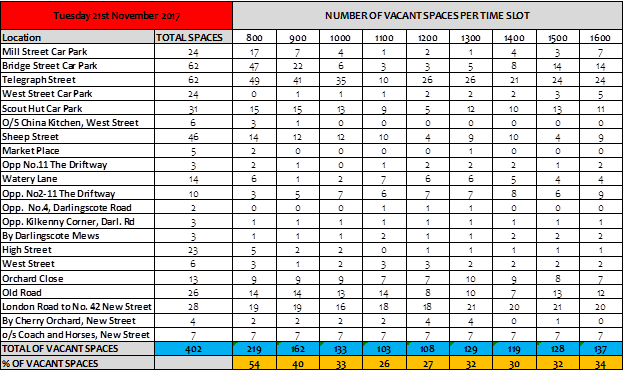 Tuesday 21st November 2017 NUMBER OF VACANT SPACES PER TIME SLOT
Location TOTAL SPACES 800 900 1000 1100 1200 1300 1400 1500 1600
Mill Street Car Park 24 17 7 4 1 2 1 4 3 7
Bridge Street Car Park 62 47 22 6 3 3 5 8 14 14
Telegraph Street 62 49 41 35 10 26 26 21 24 24
West Street Car Park 24 0 1 1 1 2 2 2 3 5
Scout Hut Car Park 31 15 15 13 9 5 12 10 13 11
O/S China Kitchen, West Street 6 3 1 0 0 0 0 0 0 0
Sheep Street 46 14 12 12 10 4 9 10 4 9
Market Place 5 2 0 0 0 0 1 0 0 0
Opp No.11 The Driftway 3 2 1 0 1 2 2 2 1 2
Watery Lane 14 6 1 2 7 6 6 5 4 4
Opp. No2-11 The Driftway 10 3 5 7 6 7 7 8 6 9
Opp. No.4, Darlingscote Road 2 0 0 0 1 1 1 0 0 0
Opp. Kilkenny Corner, Darl. Rd 3 1 1 1 1 1 1 1 1 1
By Darlingscote Mews 3 1 1 1 2 1 1 2 2 2
High Street 23 5 2 2 0 1 1 1 1 1
West Street 6 3 1 2 3 3 2 2 2 2
Orchard Close 13 9 9 9 7 7 10 9 8 7
Old Road 26 14 14 13 14 8 10 7 13 12
London Road to No. 42 New Street 28 19 19 16 18 18 21 20 21 20
By Cherry Orchard, New Street 4 2 2 2 2 4 4 0 1 0
o/s Coach and Horses, New Street 7 7 7 7 7 7 7 7 7 7
TOTAL OF VACANT SPACES 402 219 162 133 103 108 129 119 128 137
% OF VACANT SPACES 54 40 33 26 27 32 30 32 34